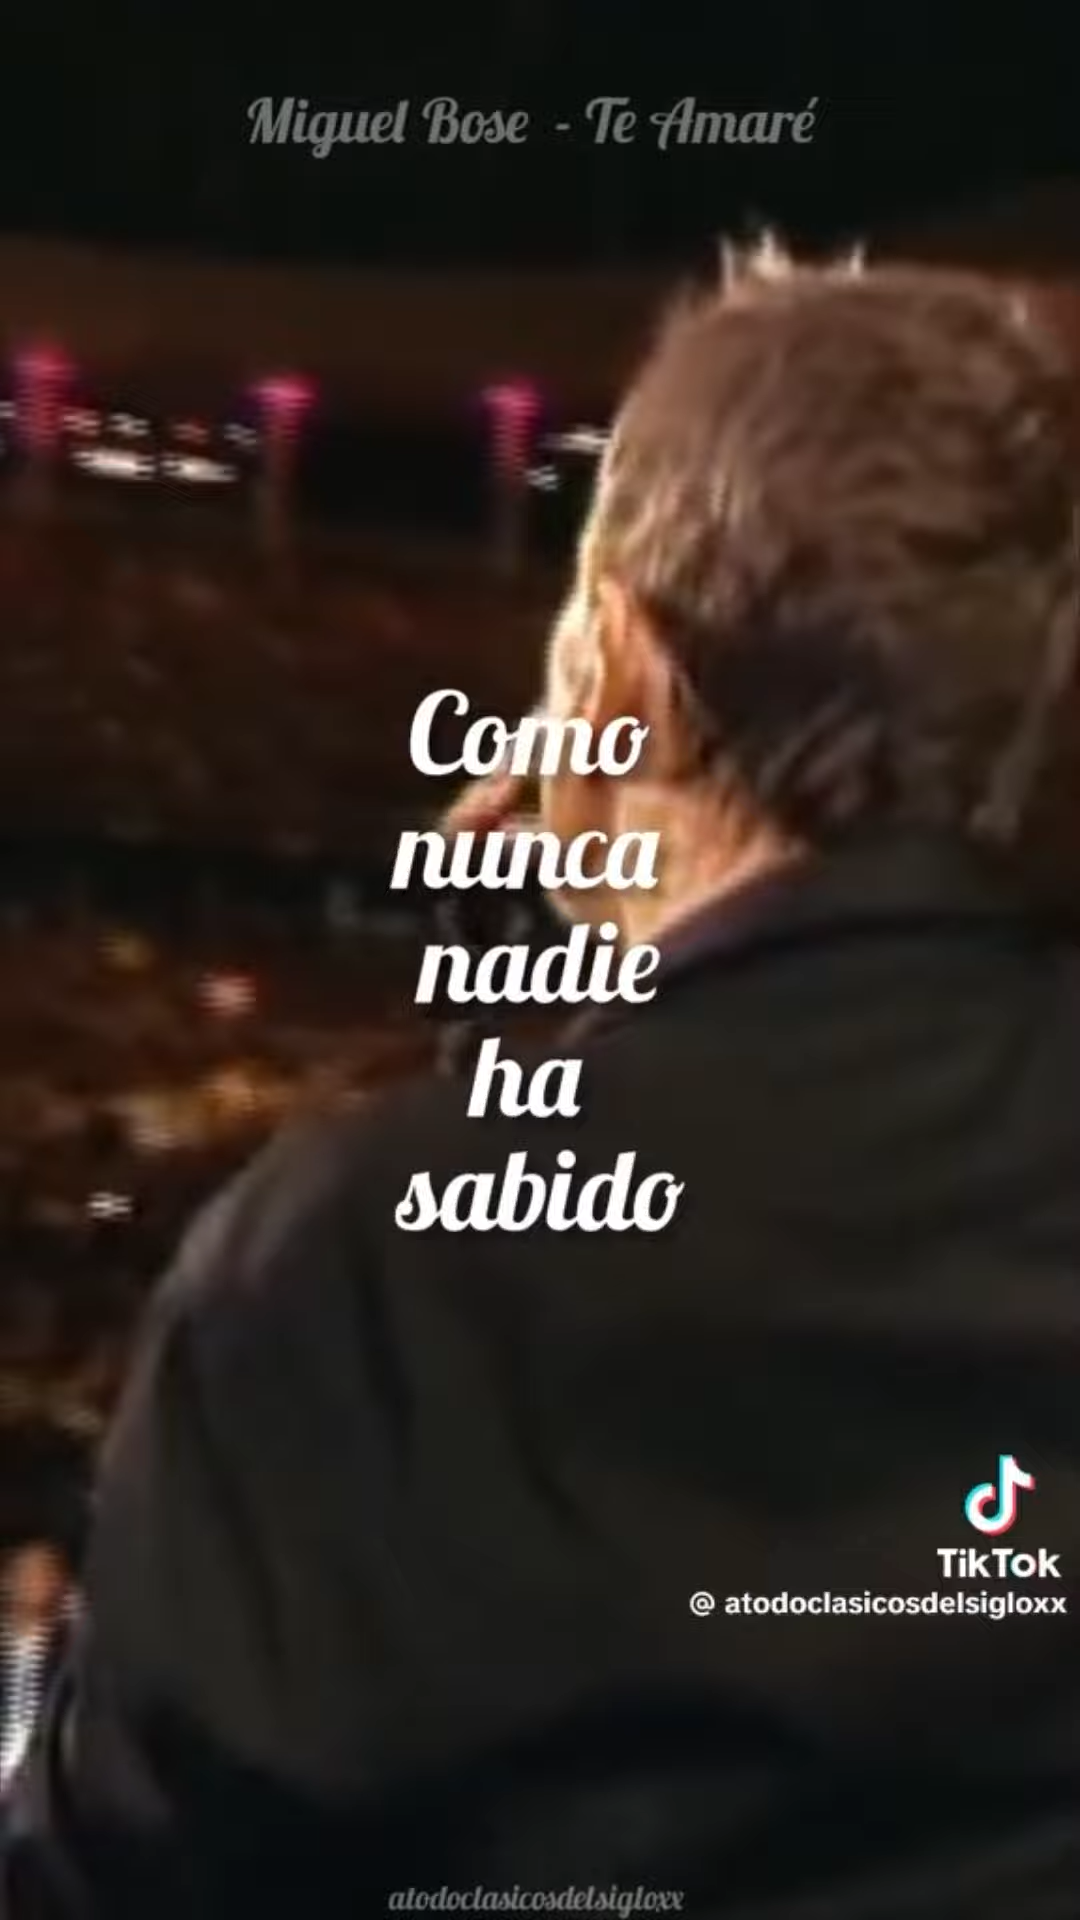 Miguel Bose - Te Amaré
Como
nunca
nadie
ha
sabido
TikTok
@ atodoclasicosdelsigloxx
atodoclasicosdelsigloxx